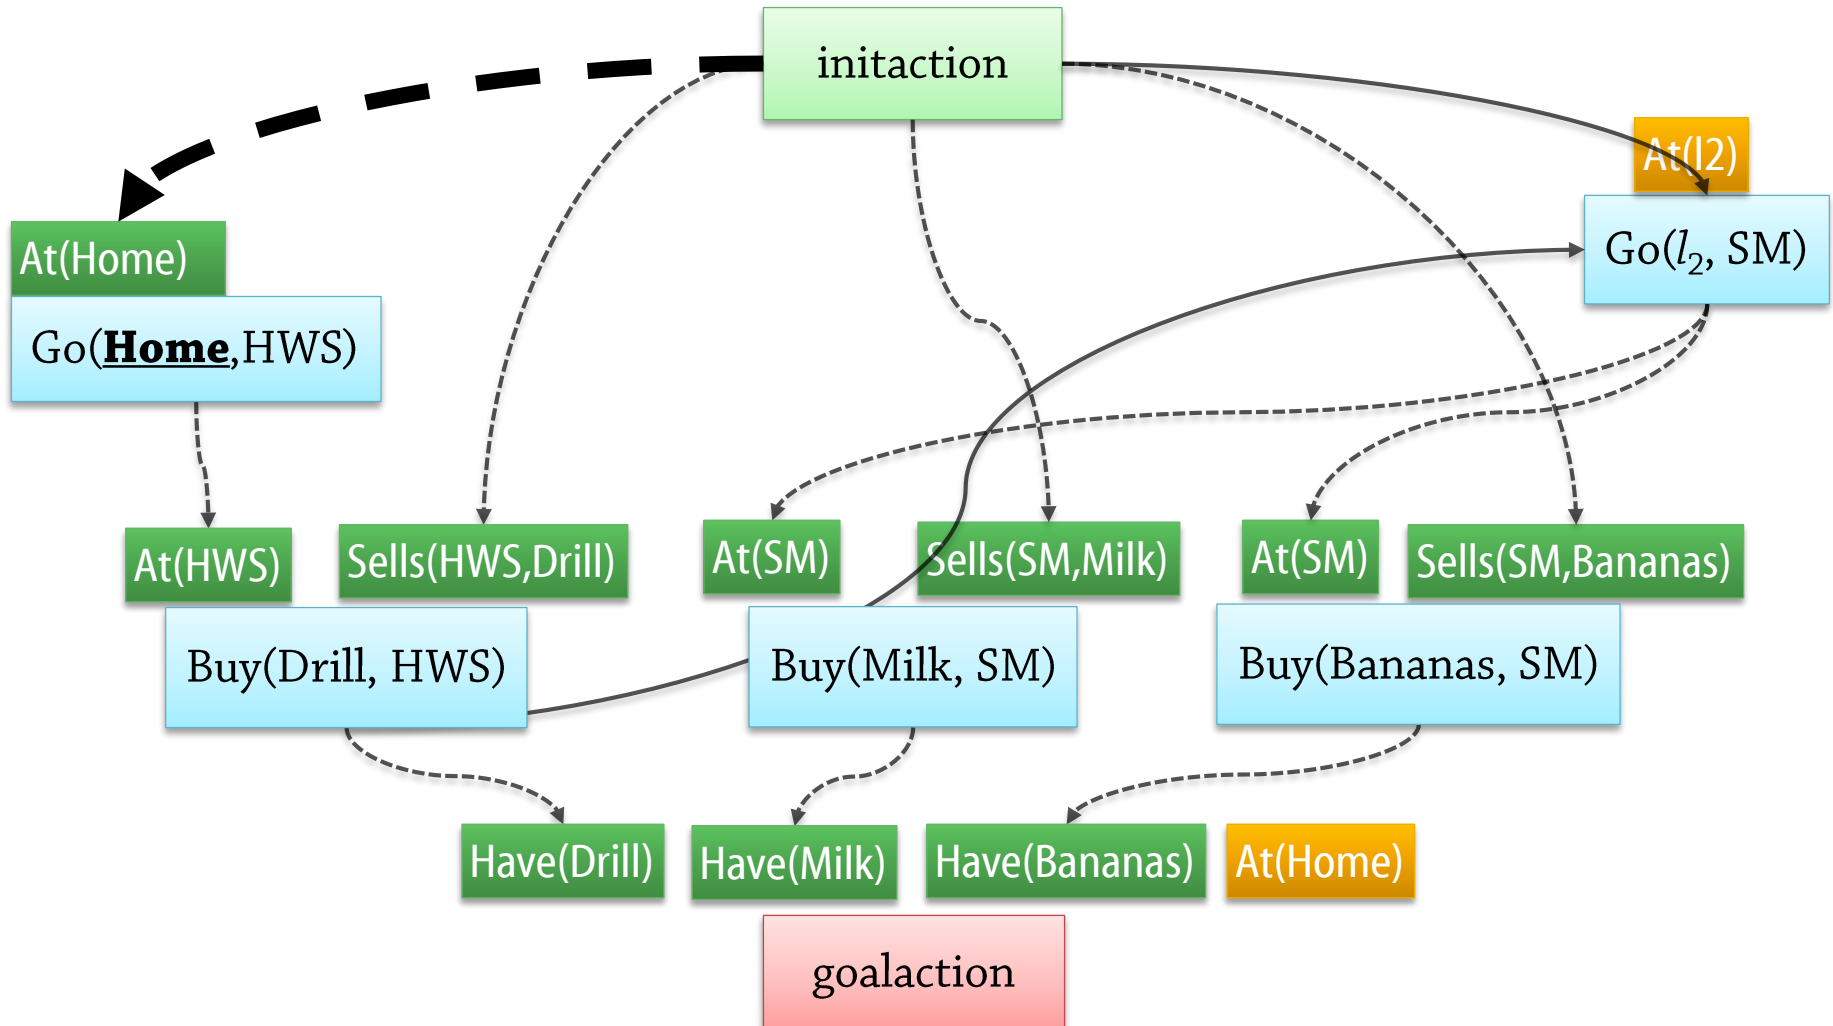 initaction
At(l2)
At(Home)
Go(l2, SM)
Go(Home,HWS)
At(HWS)
Sells(HWS,Drill)
At(SM)
Sells(SM,Milk)
At(SM)
Sells(SM,Bananas)
Buy(Drill, HWS)
Buy(Milk, SM)
Buy(Bananas, SM)
Have(Drill)
Have(Milk)
Have(Bananas)
At(Home)
goalaction